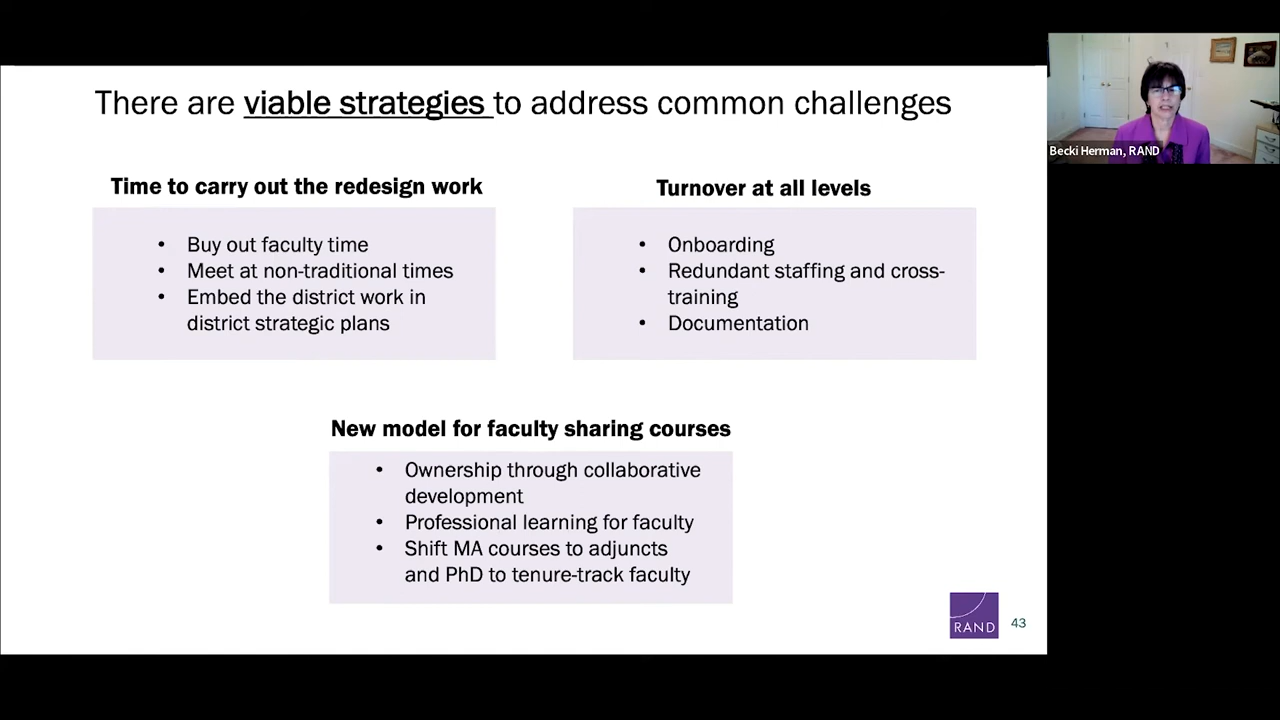 There are viable strategies to address common challenges
Becki Herman, RAND
Time to carry out the redesign work
• Buy out faculty time
• Meet at non-traditional times
• Embed the district work in
district strategic plans
Turnover at all levels
• Onboarding
• Redundant staffing and cross-
training
• Documentation
New model for faculty sharing courses
• Ownership through collaborative
development
• Professional learning for faculty
• Shift MA courses to adjuncts
and PhD to tenure-track faculty
RAND
43